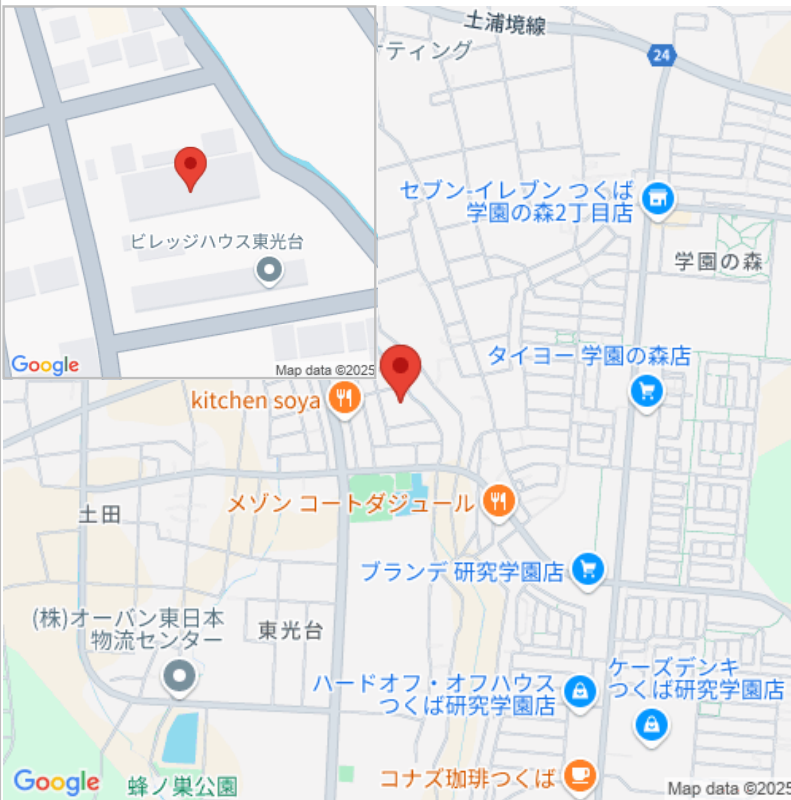 ビレッジハウス東光台
Google
Map data ©2025
土浦境線
ーティング
24
セブン-イレブン つくば
学園の森2丁目店
学園の森
タイヨー 学園の森店
kitchen soya
土田
メゾン コートダジュール
ブランデ 研究学園店
(株)オーバン東日本
物流センター
東光台
ハードオフ・オフハウス
つくば研究学園店
ケーズデンキ
つくば研究学園店
コナズ珈琲つくば
Google
蜂ノ巣公園
Map data ©2025